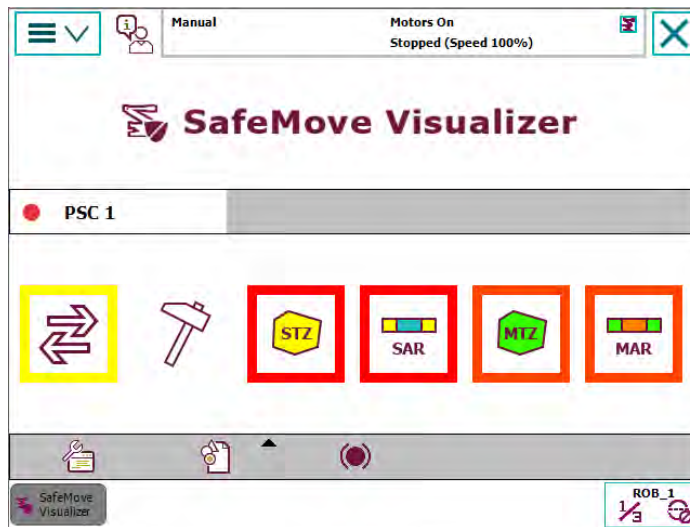 Manual
Motors On
Stopped (Speed 100%)
SafeMove Visualizer
PSC 1
STZ
SAR
MTZ
MAR
SafeMove
Visualizer
ROB_1
1/3